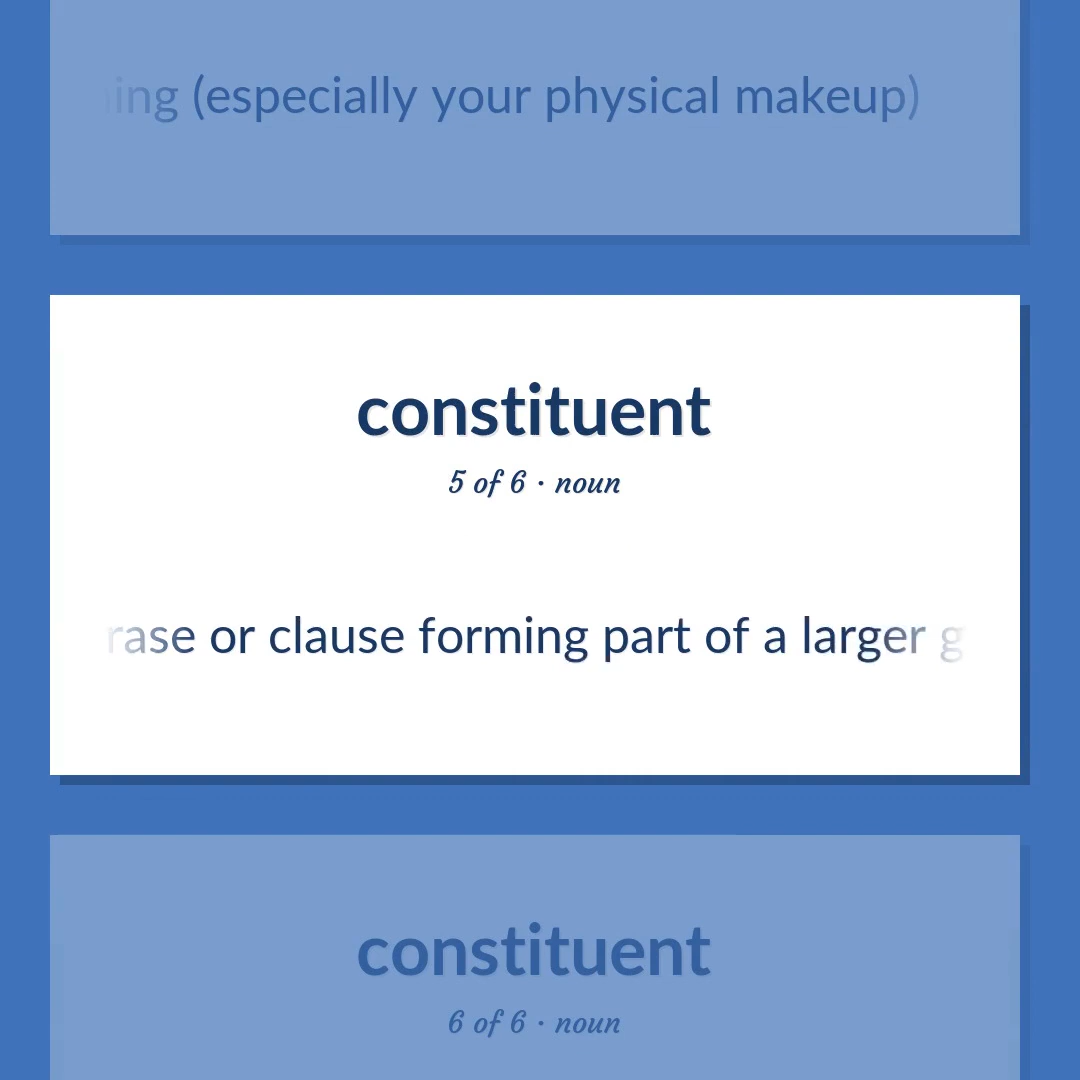 (especially your physical makeup)
constituent
5 of 6 · noun
or clause forming part of a larger
constituent
6 of 6 · noun